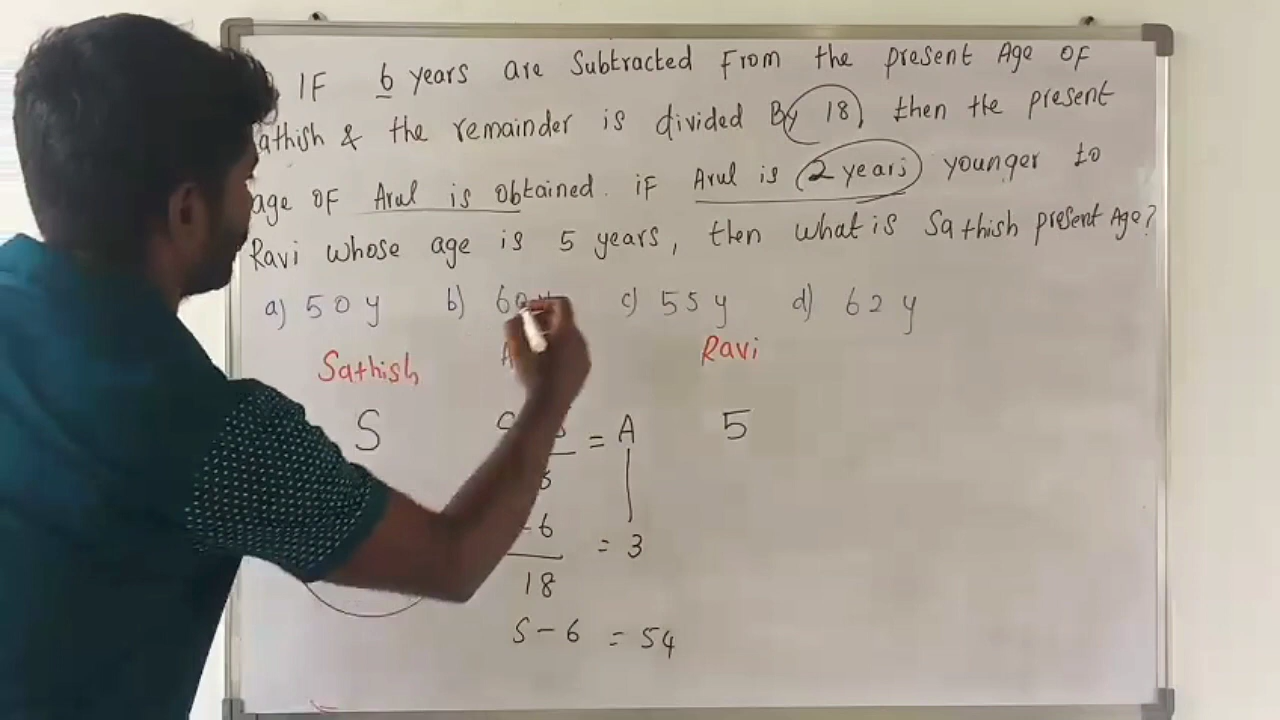 IF 6 years are Subtracted From the present Age OF
athish & the remainder is divided By 18, then the present
age OF Arul is obtained. iF Arul is 2 years younger to
Ravi whose age is 5 years, then what is Sathish present Age?
a) 50 y b) 60 y c) 55 y d) 62 y
Sathish A Ravi
S = A 5
- 6 = 3
18
S - 6 = 54